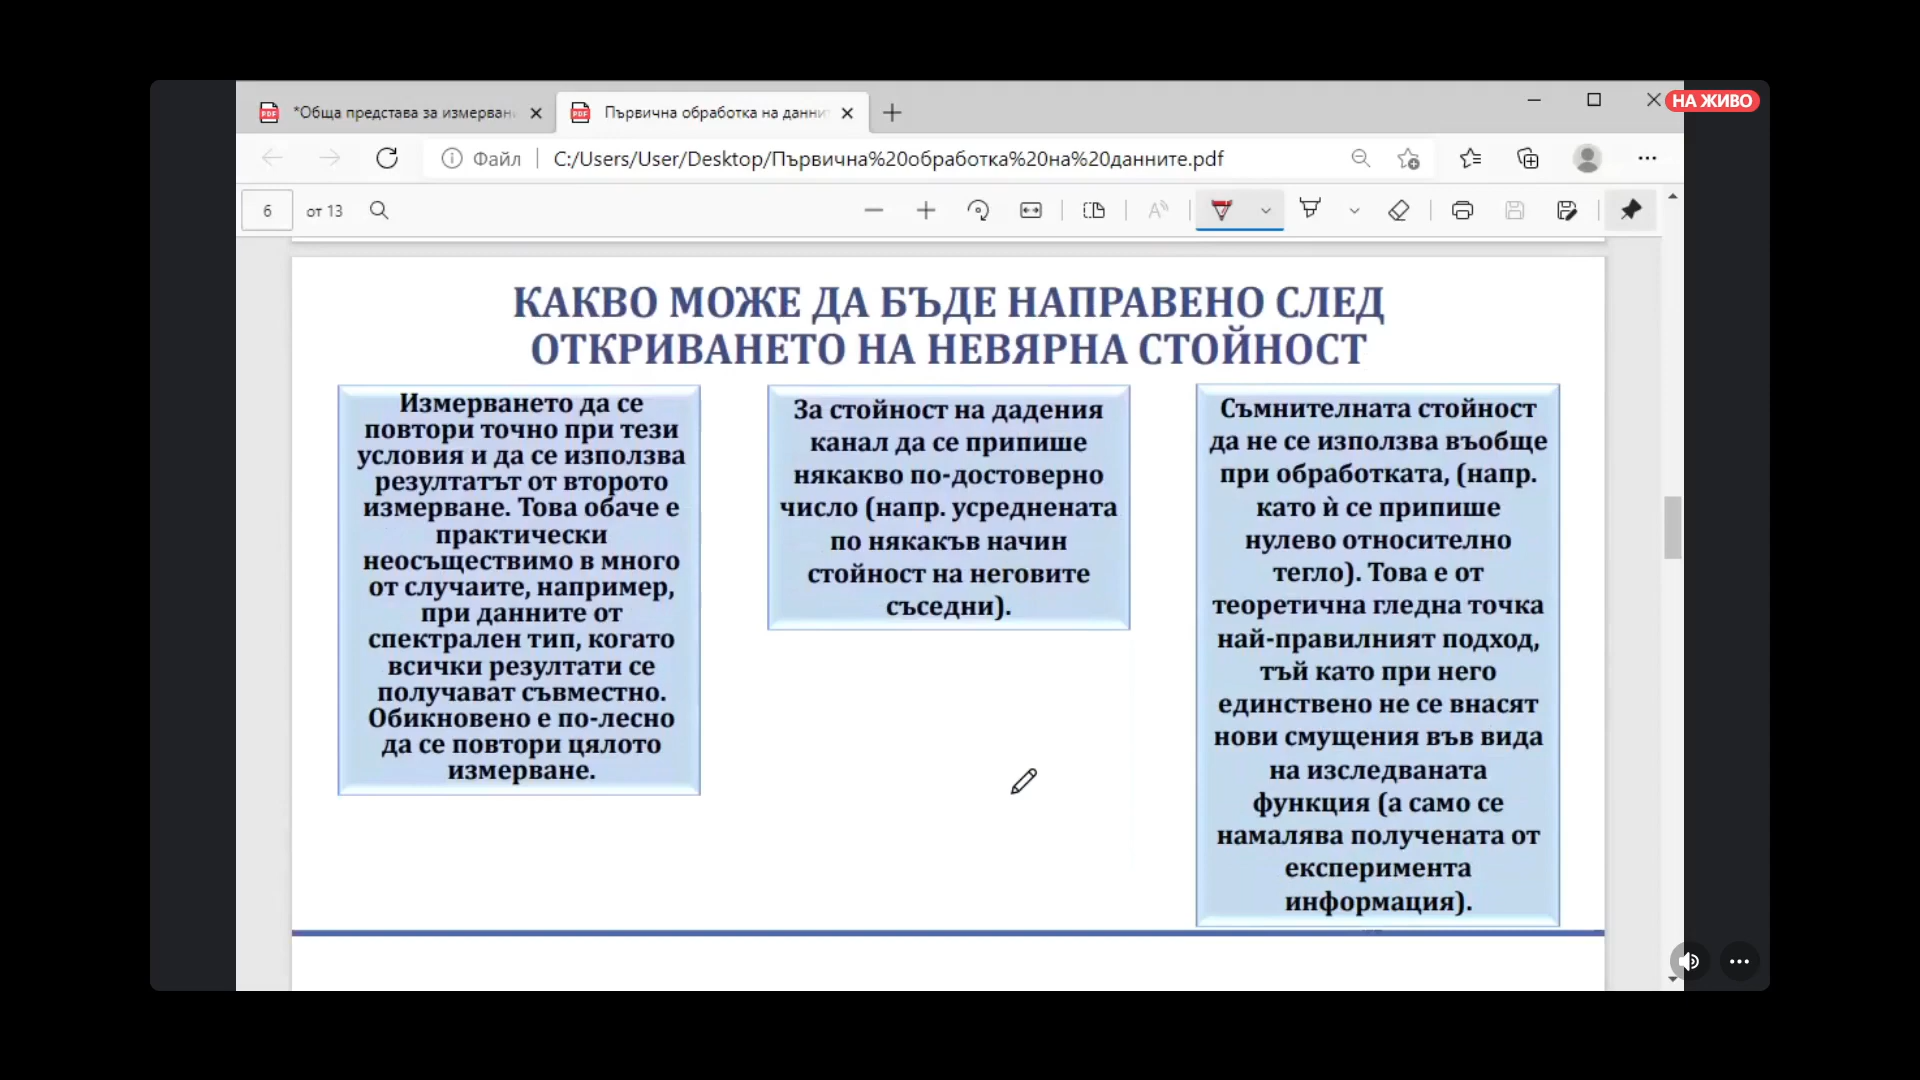 *Обща представа за измерван
Първична обработка на данни
НА ЖИВО
Файл
C:/Users/User/Desktop/Първична%20обработка%20на%20данните.pdf
6
от 13
КАКВО МОЖЕ ДА БЪДЕ НАПРАВЕНО СЛЕД
ОТКРИВАНЕТО НА НЕВЯРНА СТОЙНОСТ
Измерването да се
повтори точно при тези
условия и да се използва
резултатът от второто
измерване. Това обаче е
практически
неосъществимо в много
от случаите, например,
при данните от
спектрален тип, когато
всички резултати се
получават съвместно.
Обикновено е по-лесно
да се повтори цялото
измерване.
За стойност на дадения
канал да се припише
някакво по-достоверно
число (напр. усреднената
по някакъв начин
стойност на неговите
съседни).
Съмнителната стойност
да не се използва въобще
при обработката, (напр.
като ѝ се припише
нулево относително
тегло). Това е от
теоретична гледна точка
най-правилният подход,
тъй като при него
единствено не се внасят
нови смущения във вида
на изследваната
функция (а само се
намалява получената от
експеримента
информация).